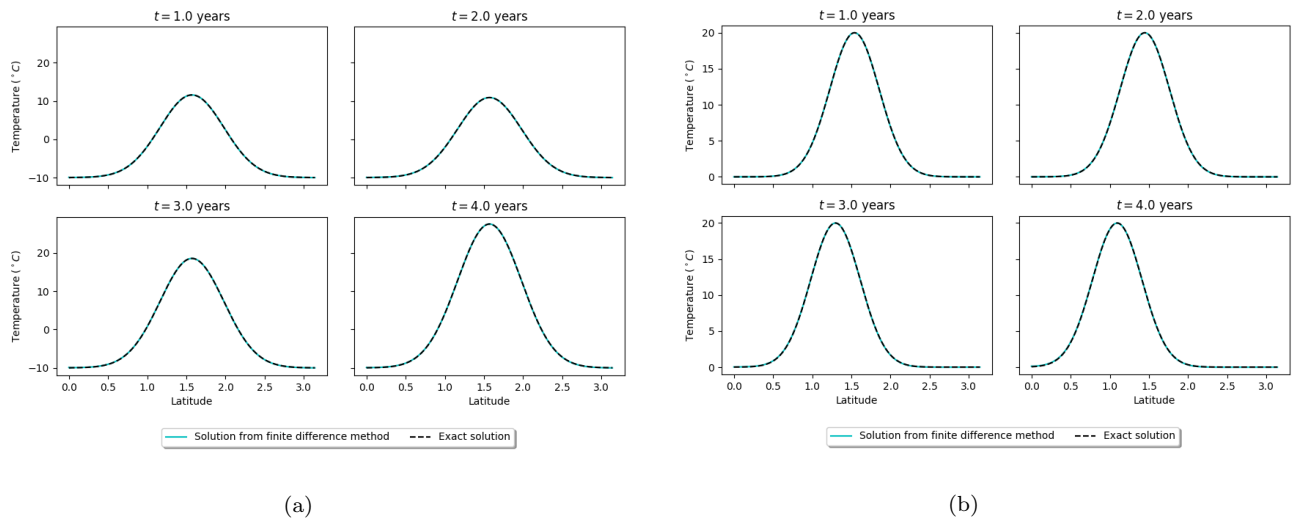 t = 1.0 years
t = 2.0 years
Temperature (°C)
20
10
0
−10
t = 3.0 years
t = 4.0 years
Temperature (°C)
20
10
0
−10
0.0 0.5 1.0 1.5 2.0 2.5 3.0
0.0 0.5 1.0 1.5 2.0 2.5 3.0
Latitude
Latitude
Solution from finite difference method
Exact solution
(a)
t = 1.0 years
t = 2.0 years
Temperature (°C)
20
15
10
5
0
t = 3.0 years
t = 4.0 years
Temperature (°C)
20
15
10
5
0
0.0 0.5 1.0 1.5 2.0 2.5 3.0
0.0 0.5 1.0 1.5 2.0 2.5 3.0
Latitude
Latitude
Solution from finite difference method
Exact solution
(b)